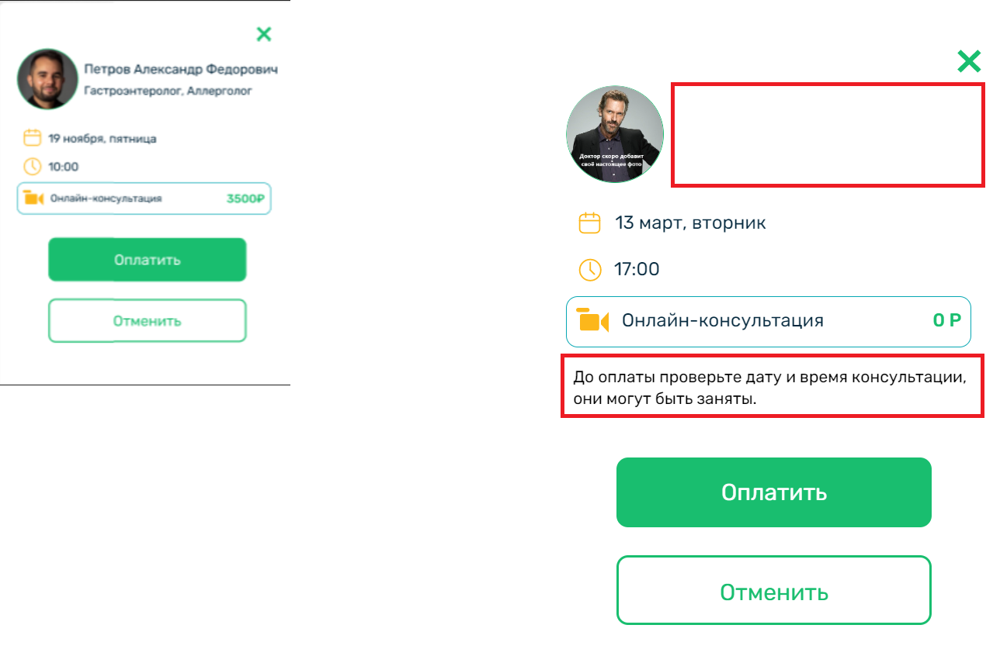 Петров Александр Федорович
Гастроэнтеролог, Аллерголог
19 ноября, пятница
10:00
Онлайн-консультация 3500₽
Оплатить
Отменить
Доктор скоро добавит
своё настоящее фото
13 март, вторник
17:00
Онлайн-консультация 0 Р
До оплаты проверьте дату и время консультации,
они могут быть заняты.
Оплатить
Отменить